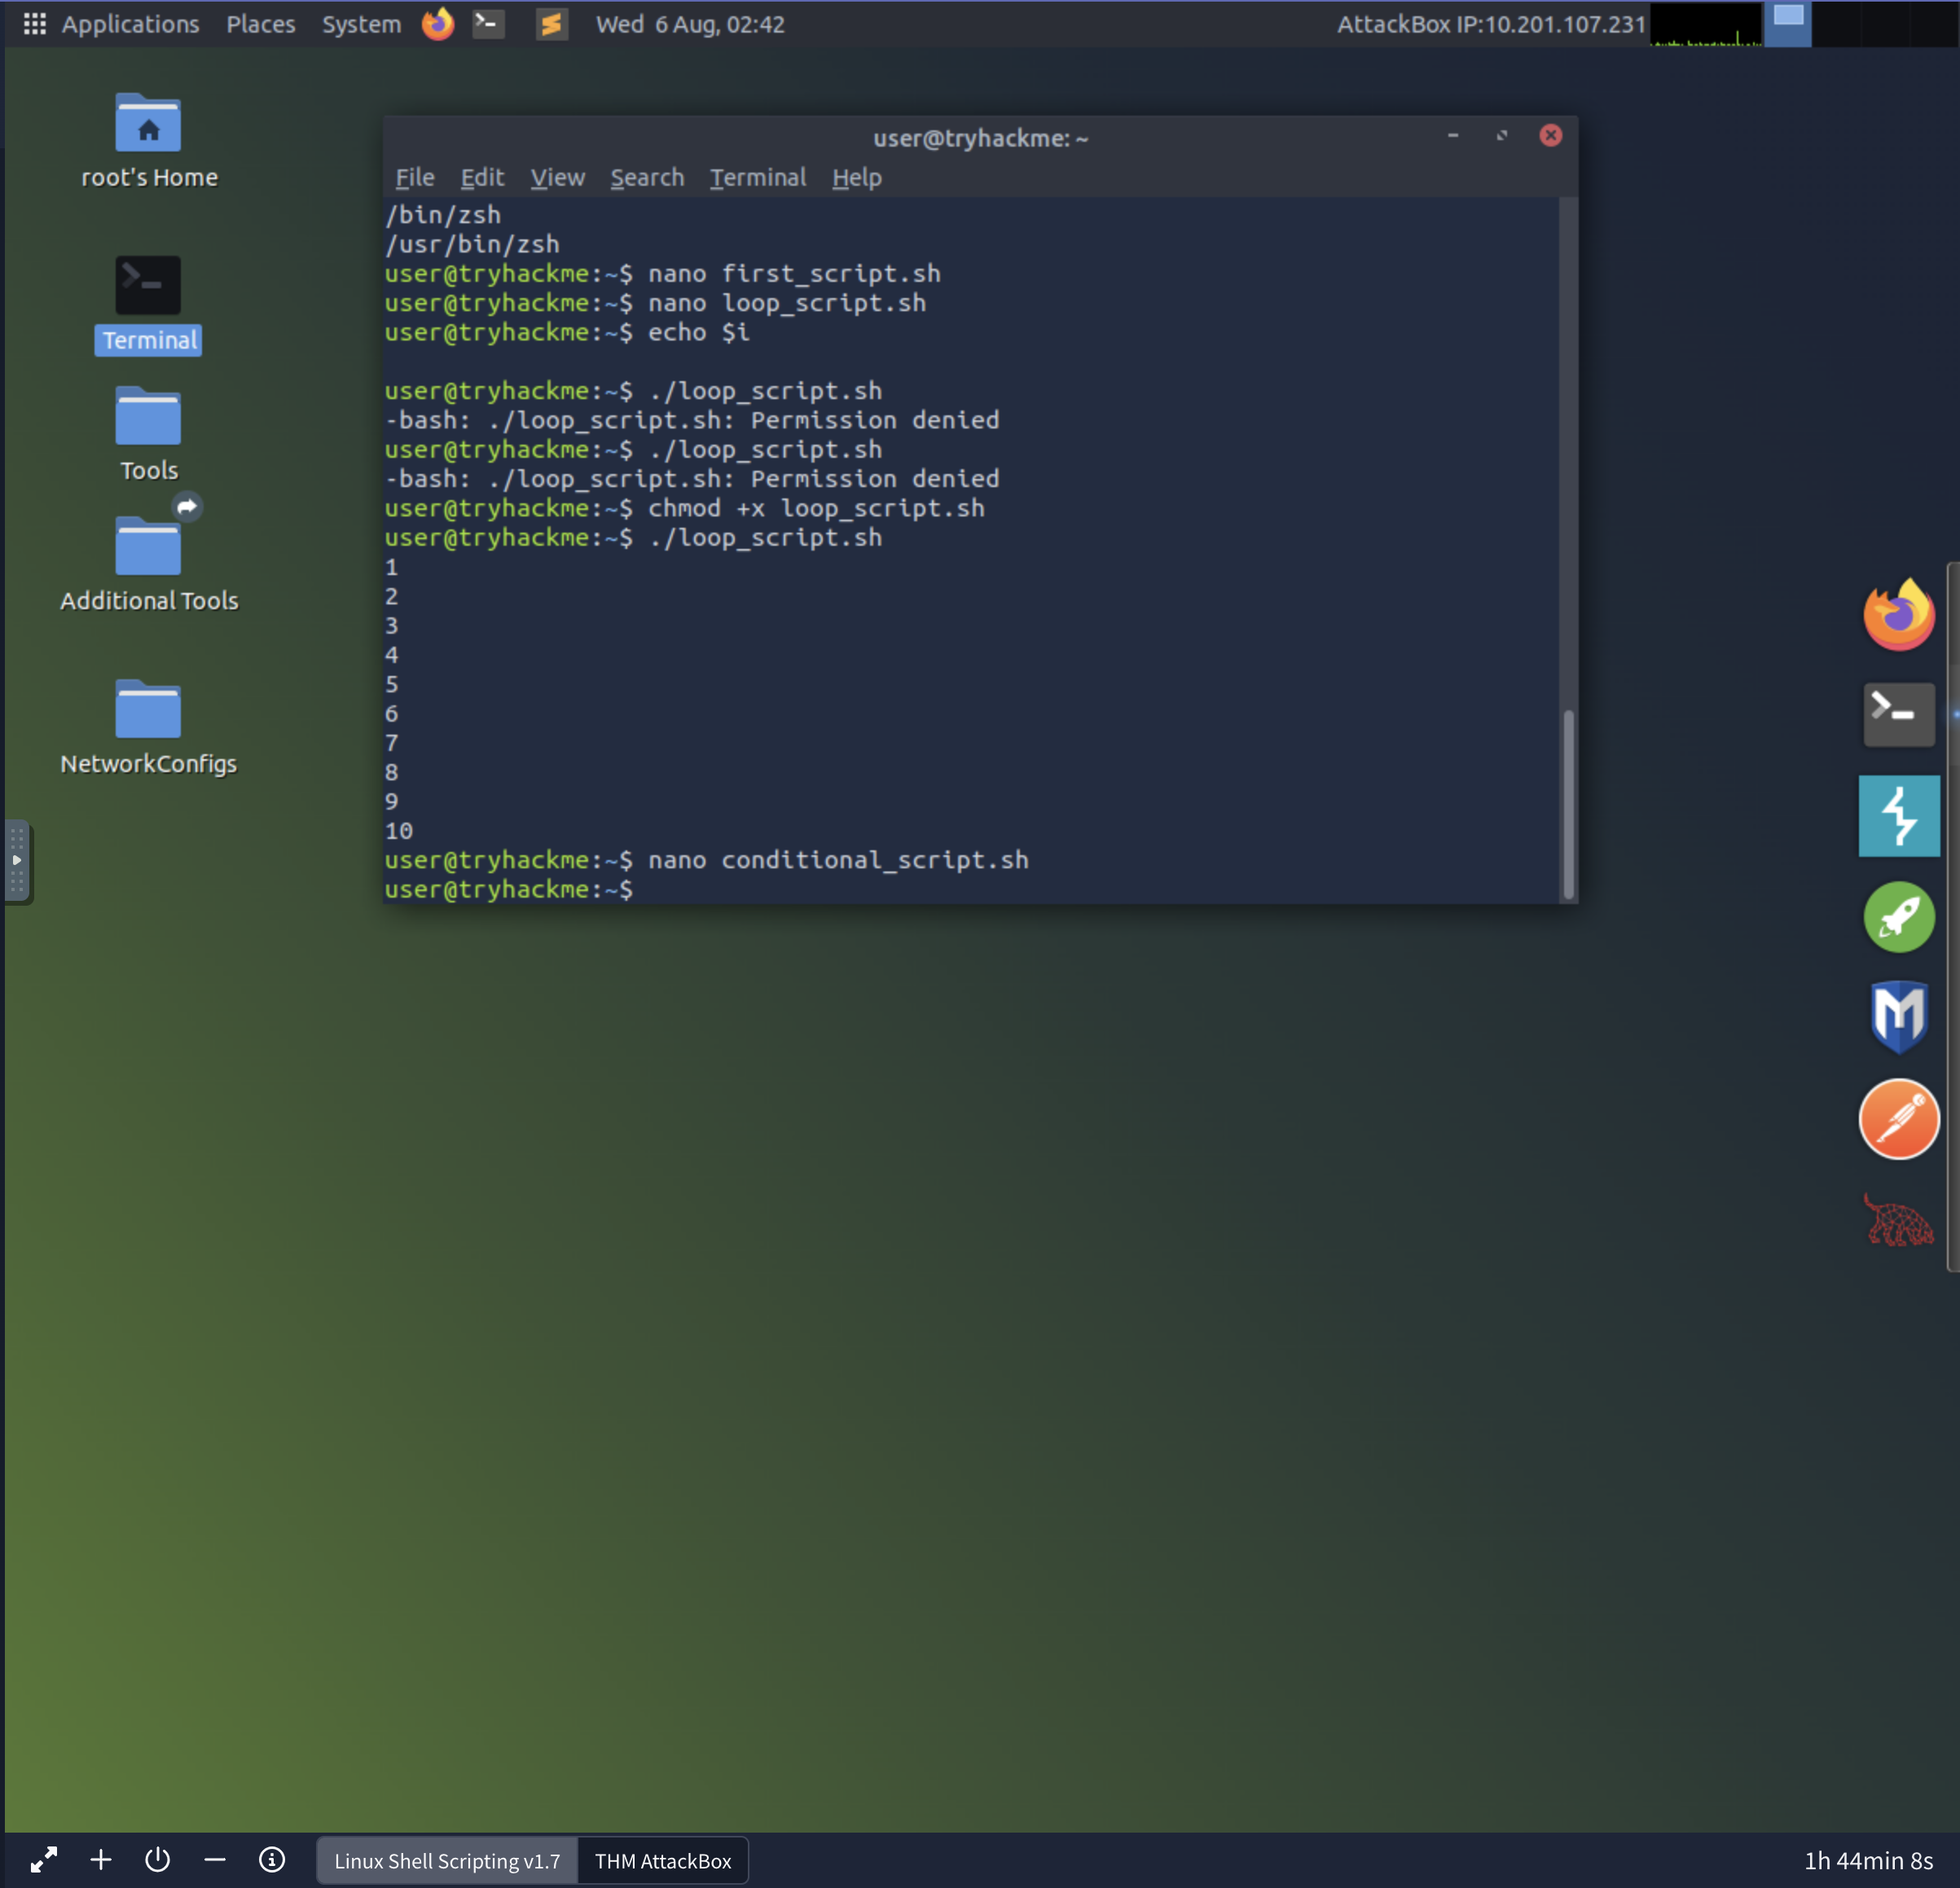 Applications Places System Wed 6 Aug, 02:42 AttackBox IP:10.201.107.231
root's Home
Terminal
Tools
Additional Tools
NetworkConfigs
user@tryhackme: ~
File Edit View Search Terminal Help
/bin/zsh
/usr/bin/zsh
user@tryhackme:~$ nano first_script.sh
user@tryhackme:~$ nano loop_script.sh
user@tryhackme:~$ echo $i
user@tryhackme:~$ ./loop_script.sh
-bash: ./loop_script.sh: Permission denied
user@tryhackme:~$ ./loop_script.sh
-bash: ./loop_script.sh: Permission denied
user@tryhackme:~$ chmod +x loop_script.sh
user@tryhackme:~$ ./loop_script.sh
1
2
3
4
5
6
7
8
9
10
user@tryhackme:~$ nano conditional_script.sh
user@tryhackme:~$
Linux Shell Scripting v1.7 THM AttackBox 1h 44min 8s